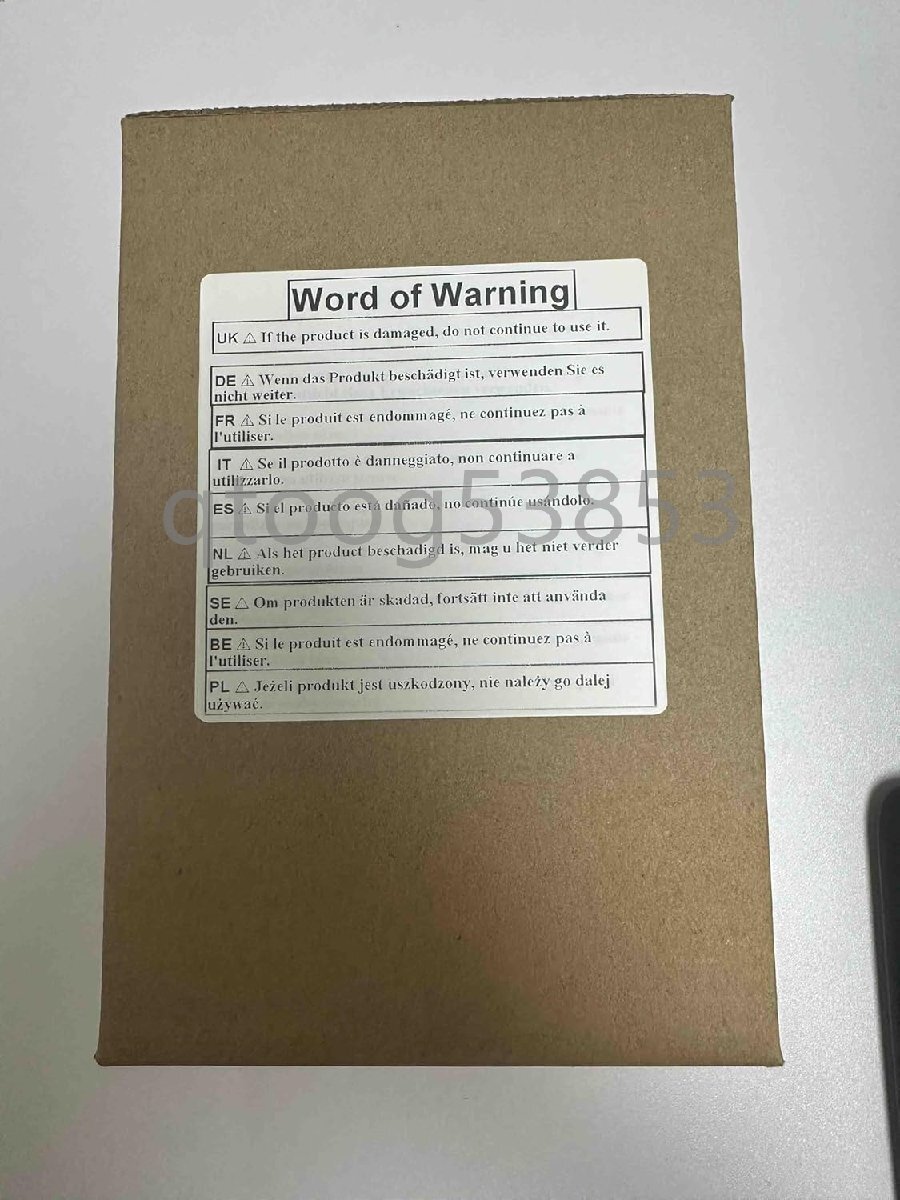 Word of Warning
UK ⚠ If the product is damaged, do not continue to use it.
DE ⚠ Wenn das Produkt beschädigt ist, verwenden Sie es
nicht weiter.
FR ⚠ Si le produit est endommagé, ne continuez pas à
l'utiliser.
IT ⚠ Se il prodotto è danneggiato, non continuare a
utilizzarlo.
ES ⚠ Si el producto está dañado, no continúe usándolo.
NL ⚠ Als het product beschadigd is, mag u het niet verder
gebruiken.
SE ⚠ Om produkten är skadad, fortsätt inte att använda
den.
BE ⚠ Si le produit est endommagé, ne continuez pas à
l'utiliser.
PL ⚠ Jeżeli produkt jest uszkodzony, nie należy go dalej
używać.
qtoog53853